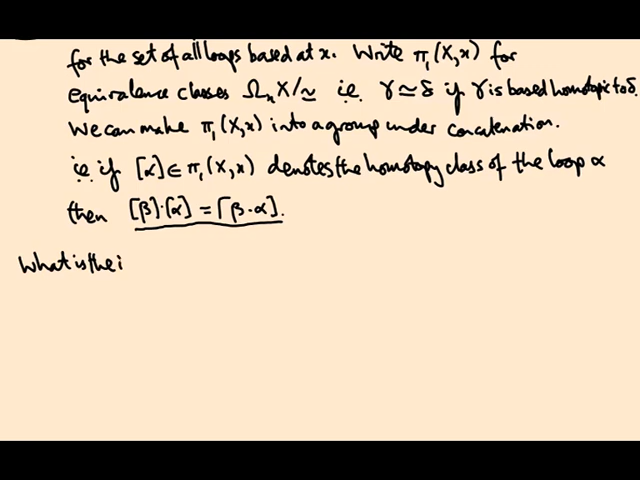 for the set of all loops based at x. Write π₁(X,x) for
equivalence classes ΩₓX/≃ i.e. γ≃δ if γ is based homotopic to δ.
We can make π₁(X,x) into a group under concatenation.
i.e. if [α]∈π₁(X,x) denotes the homotopy class of the loop α
then [β]·[α]=[β·α].
What is the i